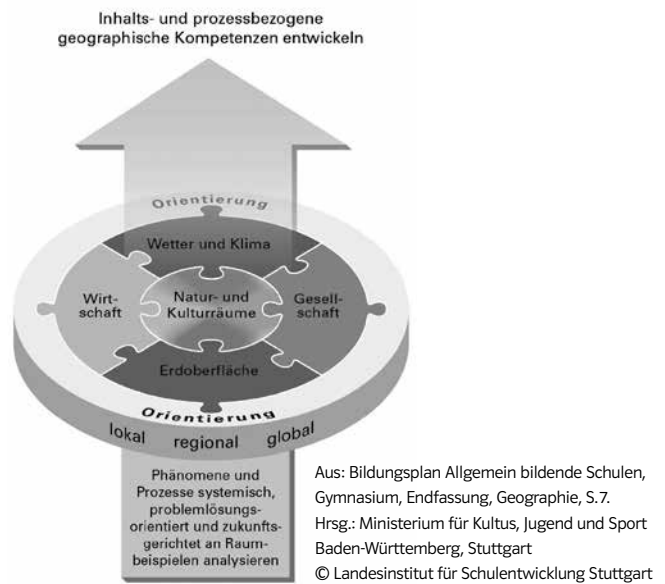 Inhalts- und prozessbezogene
geographische Kompetenzen entwickeln
Orientierung
Wetter und Klima
Wirt-
schaft
Natur- und
Kulturräume
Gesell-
schaft
Erdoberfläche
Orientierung
lokal regional global
Phänomene und
Prozesse systemisch,
problemlösungs-
orientiert und zukunfts-
gerichtet an Raum-
beispielen analysieren
Aus: Bildungsplan Allgemein bildende Schulen,
Gymnasium, Endfassung, Geographie, S.7.
Hrsg.: Ministerium für Kultus, Jugend und Sport
Baden-Württemberg, Stuttgart
© Landesinstitut für Schulentwicklung Stuttgart